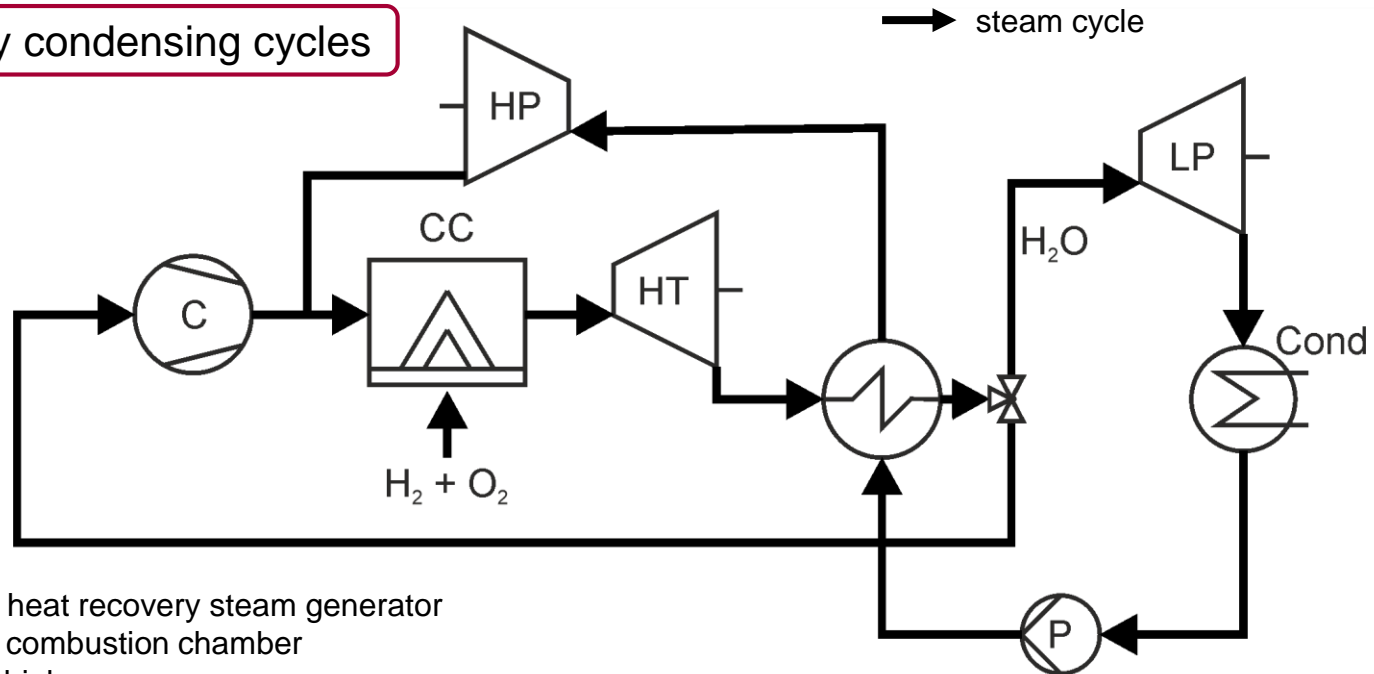 condensing cycles
steam cycle
HP
LP
CC
H₂O
HT
C
Cond
H₂ + O₂
heat recovery steam generator
combustion chamber
P